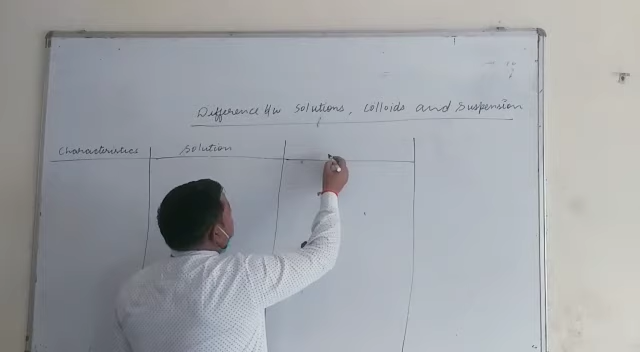 Difference b/w Solutions, Colloids and Suspension
Characteristics Solution